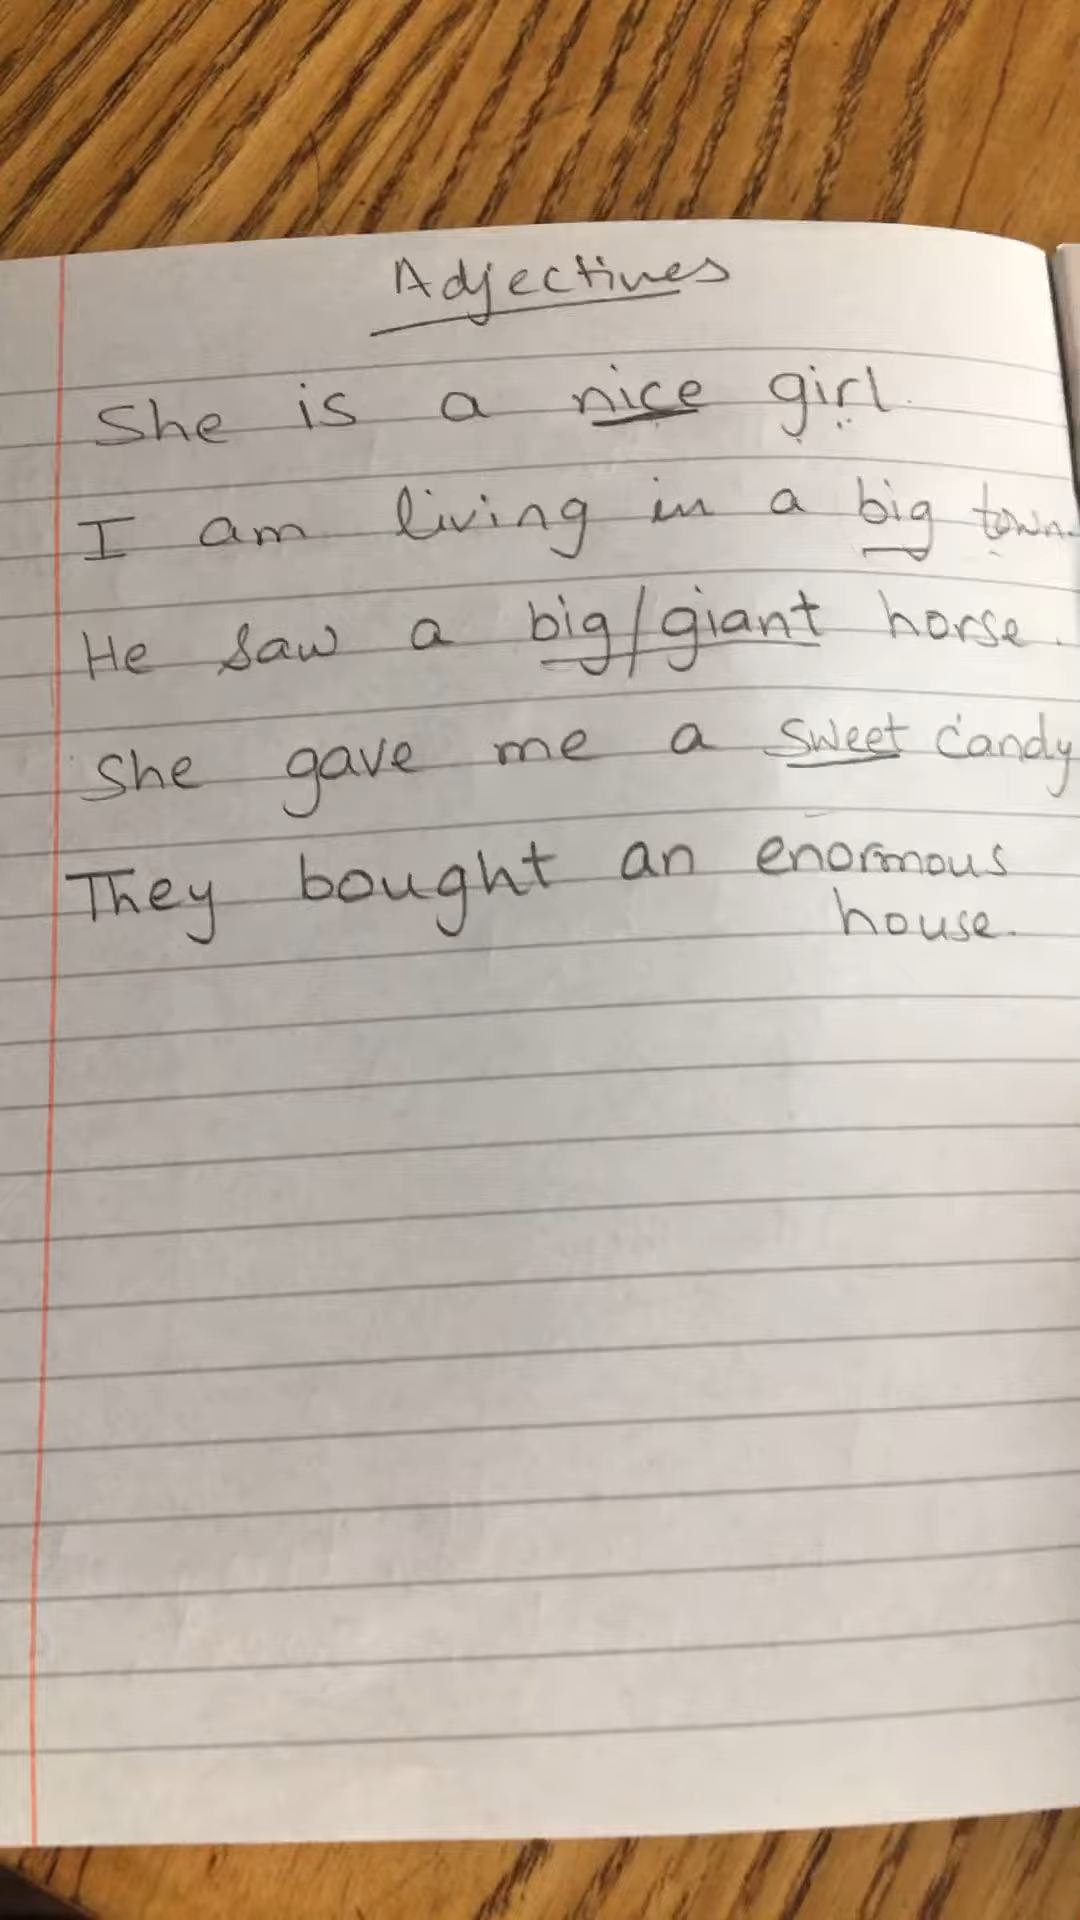 Adjectives
She is a nice girl.
I am living in a big town.
He saw a big/giant horse.
She gave me a sweet candy
They bought an enormous
house.